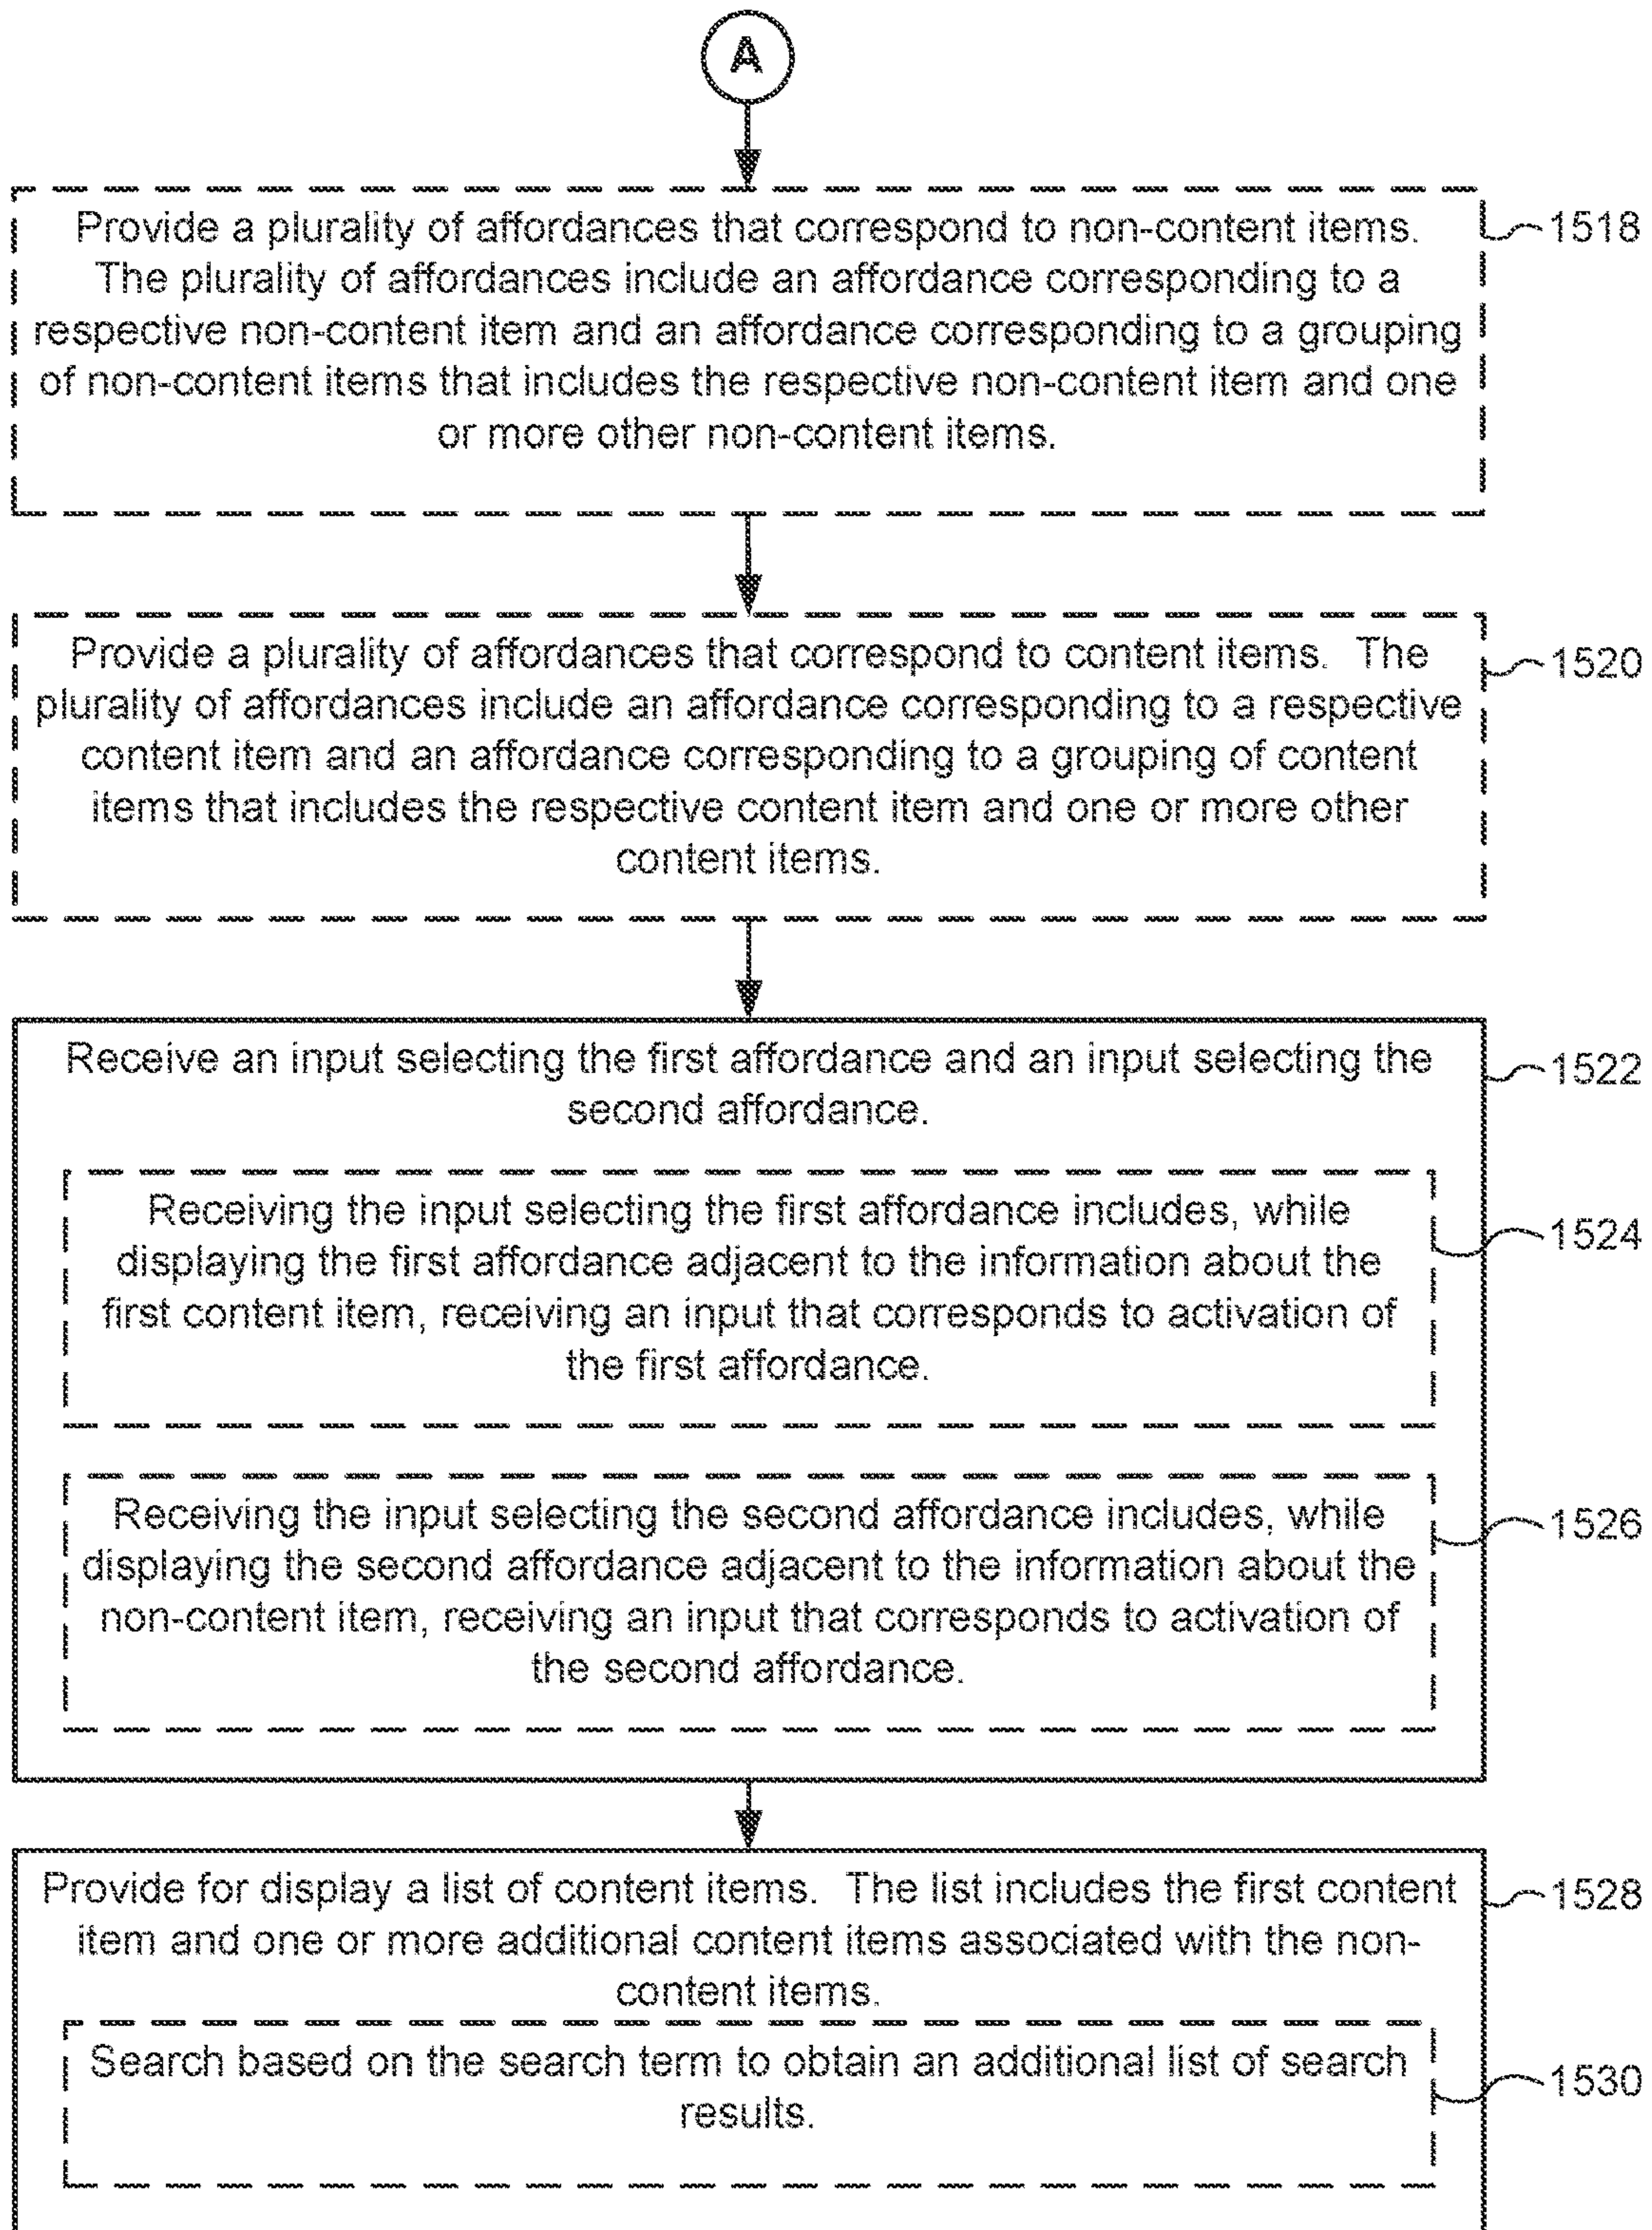 A
Provide a plurality of affordances that correspond to non-content items.
The plurality of affordances include an affordance corresponding to a
respective non-content item and an affordance corresponding to a grouping
of non-content items that includes the respective non-content item and one
or more other non-content items.
1518
Provide a plurality of affordances that correspond to content items. The
plurality of affordances include an affordance corresponding to a respective
content item and an affordance corresponding to a grouping of content
items that includes the respective content item and one or more other
content items.
1520
Receive an input selecting the first affordance and an input selecting the
second affordance.
1522
Receiving the input selecting the first affordance includes, while
displaying the first affordance adjacent to the information about the
first content item, receiving an input that corresponds to activation of
the first affordance.
1524
Receiving the input selecting the second affordance includes, while
displaying the second affordance adjacent to the information about the
non-content item, receiving an input that corresponds to activation of
the second affordance.
1526
Provide for display a list of content items. The list includes the first content
item and one or more additional content items associated with the non-
content items.
1528
Search based on the search term to obtain an additional list of search
results.
1530